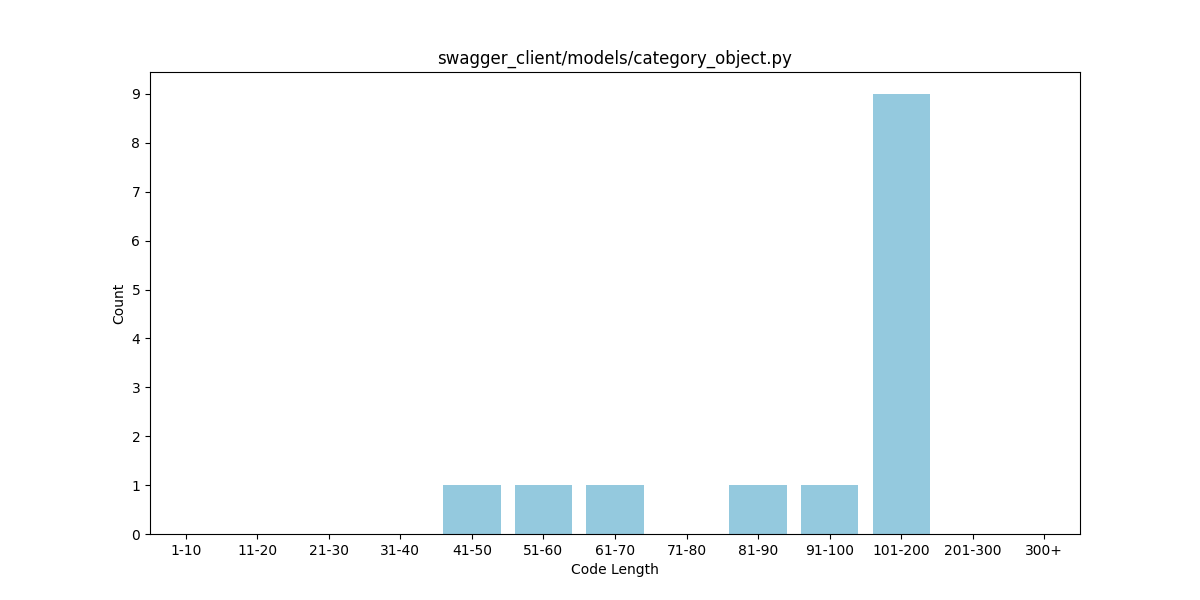 swagger_client/models/category_object.py
9
8
7
6
5
4
3
2
1
0
Count
1-10 11-20 21-30 31-40 41-50 51-60 61-70 71-80 81-90 91-100 101-200 201-300 300+
Code Length